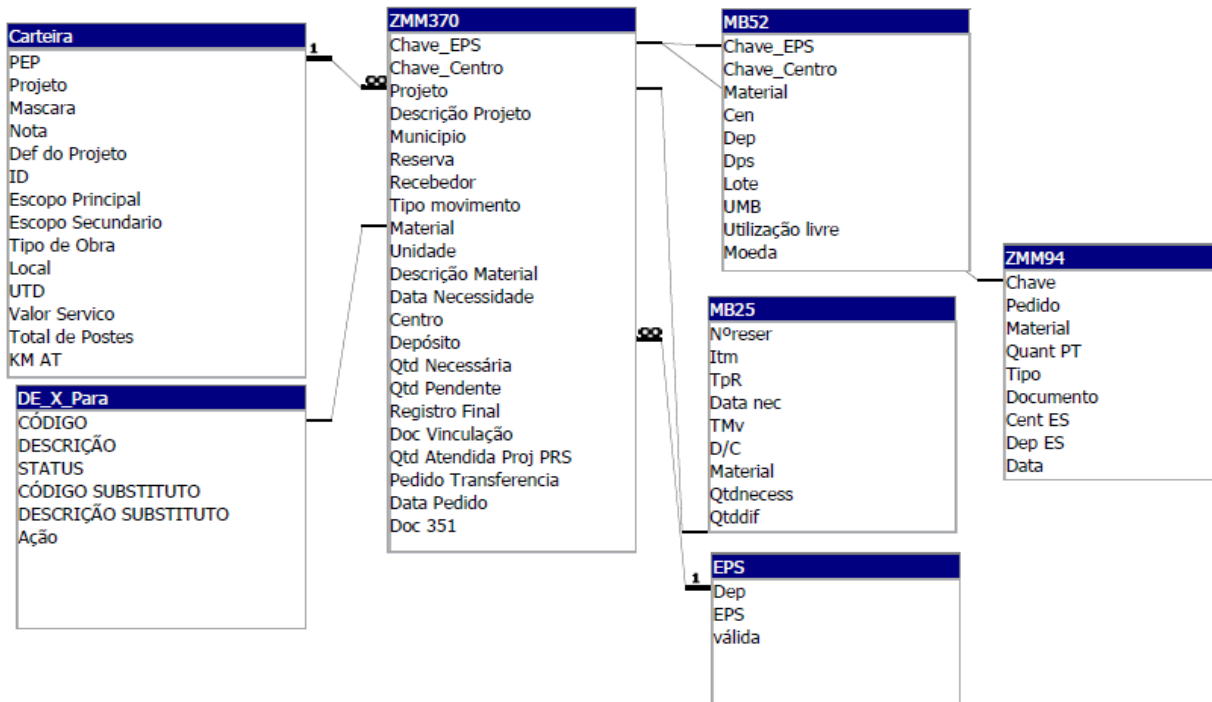 Carteira
PEP
Projeto
Mascara
Nota
Def do Projeto
ID
Escopo Principal
Escopo Secundario
Tipo de Obra
Local
UTD
Valor Servico
Total de Postes
KM AT
1
∞
ZMM370
Chave_EPS
Chave_Centro
Projeto
Descrição Projeto
Municipio
Reserva
Recebedor
Tipo movimento
Material
Unidade
Descrição Material
Data Necessidade
Centro
Depósito
Qtd Necessária
Qtd Pendente
Registro Final
Doc Vinculação
Qtd Atendida Proj PRS
Pedido Transferencia
Data Pedido
Doc 351
MB52
Chave_EPS
Chave_Centro
Material
Cen
Dep
Dps
Lote
UMB
Utilização livre
Moeda
ZMM94
Chave
Pedido
Material
Quant PT
Tipo
Documento
Cent ES
Dep ES
Data
DE_X_Para
CÓDIGO
DESCRIÇÃO
STATUS
CÓDIGO SUBSTITUTO
DESCRIÇÃO SUBSTITUTO
Ação
MB25
Nºreser
Itm
TpR
Data nec
TMv
D/C
Material
Qtdnecess
Qtddif
∞
1
EPS
Dep
EPS
válida